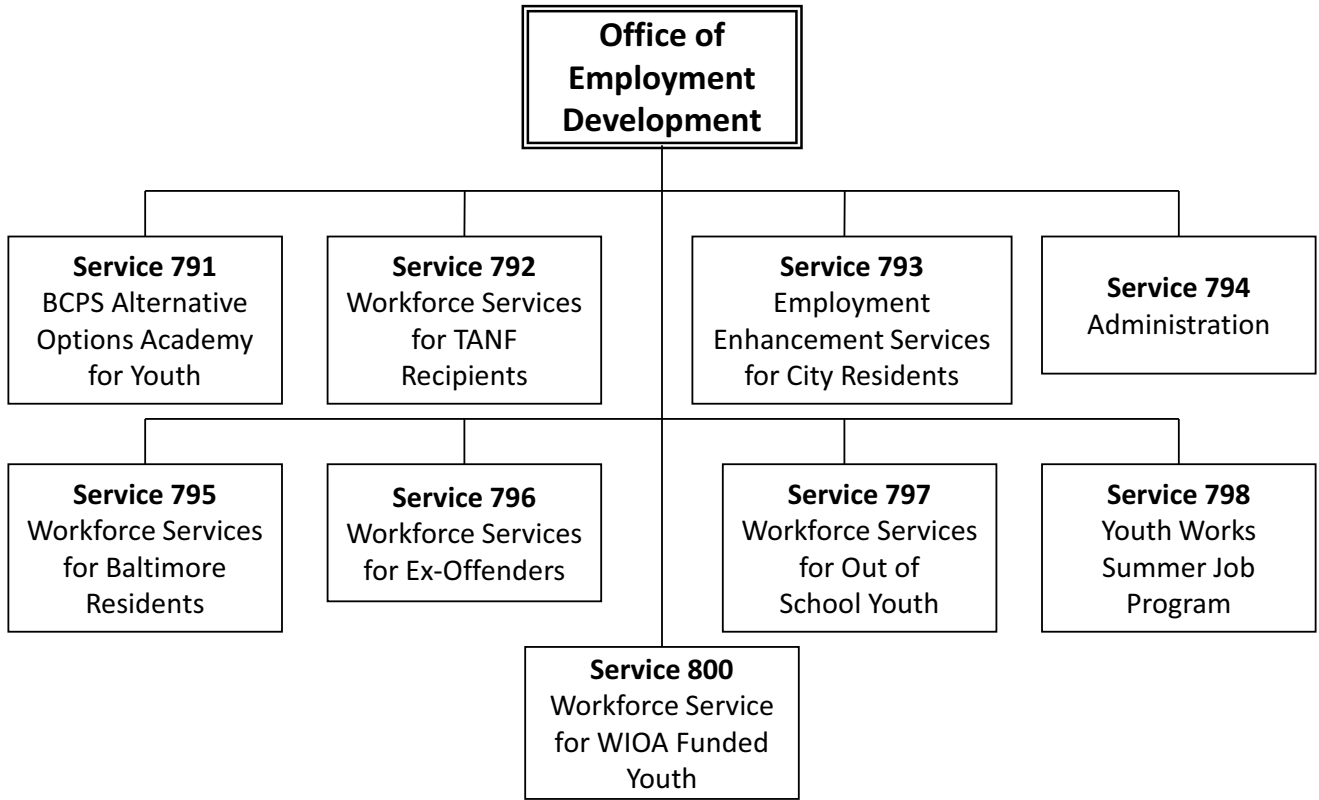 Office of
Employment
Development
Service 791
BCPS Alternative
Options Academy
for Youth
Service 792
Workforce Services
for TANF
Recipients
Service 793
Employment
Enhancement Services
for City Residents
Service 794
Administration
Service 795
Workforce Services
for Baltimore
Residents
Service 796
Workforce Services
for Ex-Offenders
Service 797
Workforce Services
for Out of
School Youth
Service 798
Youth Works
Summer Job
Program
Service 800
Workforce Service
for WIOA Funded
Youth